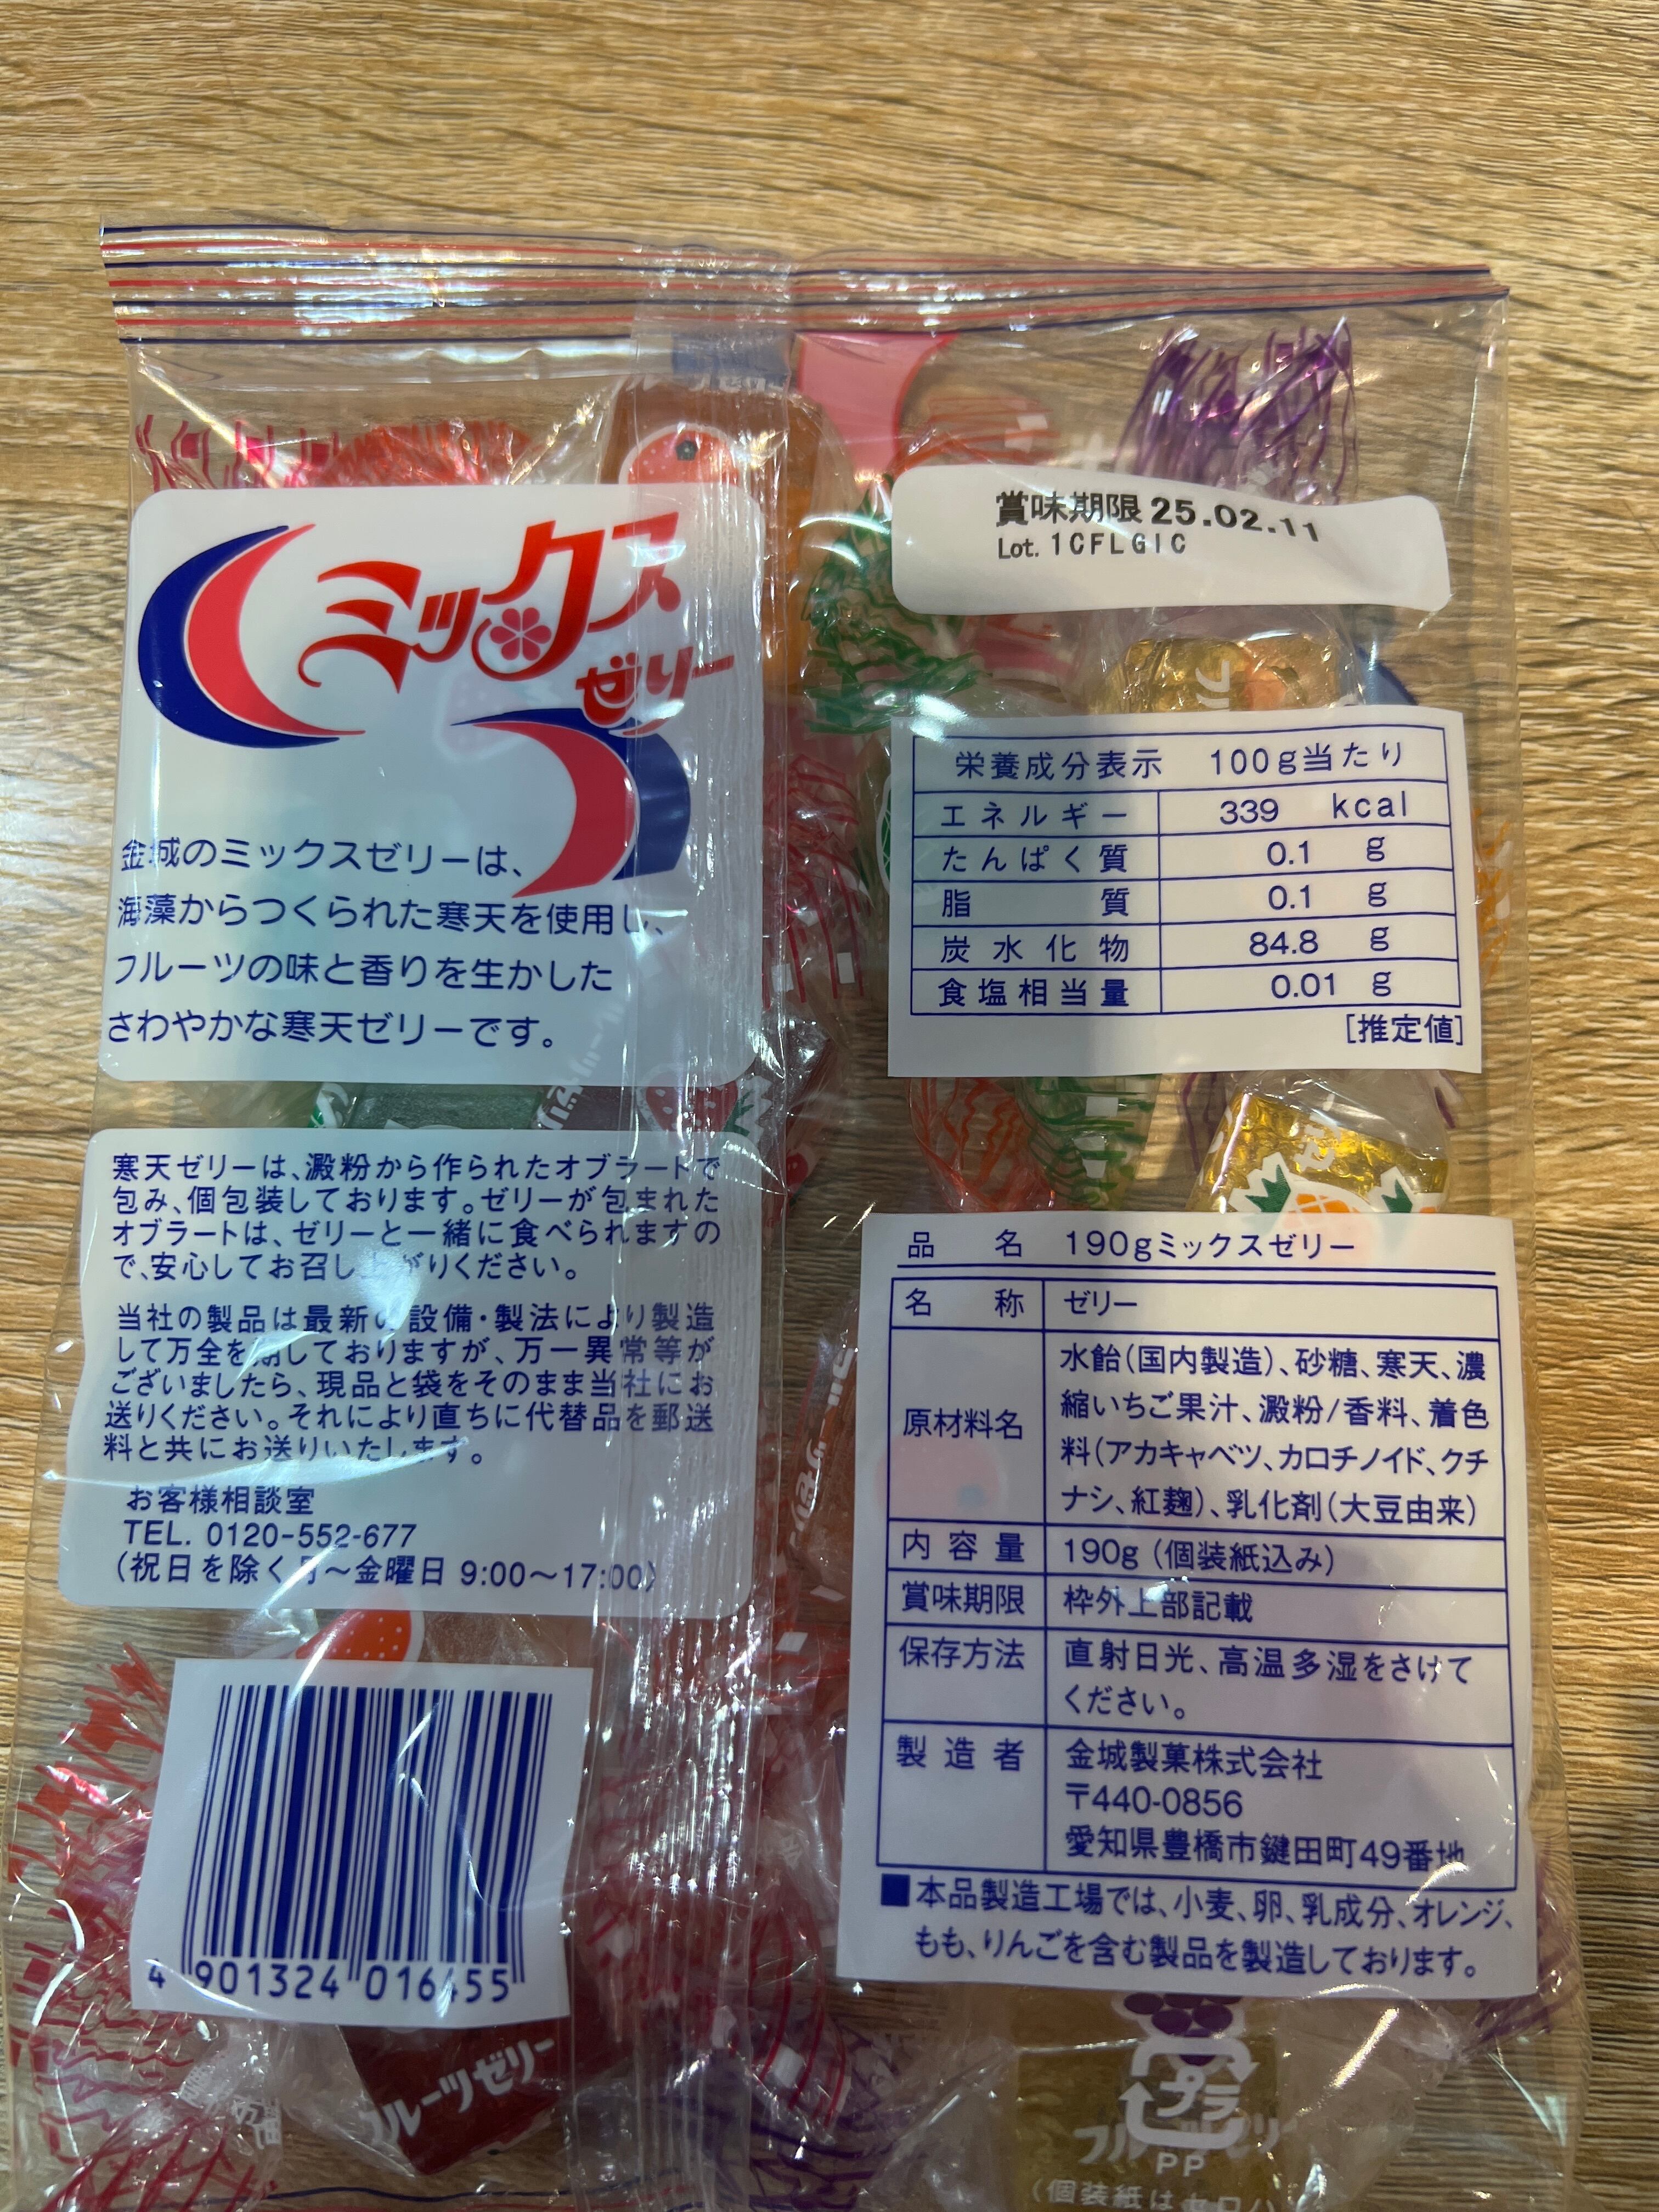 ミックス
ゼリー
金城のミックスゼリーは、
海藻からつくられた寒天を使用し、
フルーツの味と香りを生かした
さわやかな寒天ゼリーです。
寒天ゼリーは、澱粉から作られたオブラートで
包み、個包装しております。ゼリーが包まれた
オブラートは、ゼリーと一緒に食べられますの
で、安心してお召し上がりください。
当社の製品は最新の設備・製法により製造
して万全を期しておりますが、万一異常等が
ございましたら、現品と袋をそのまま当社にお
送りください。それにより直ちに代替品を郵送
料と共にお送りいたします。
お客様相談室
TEL. 0120-552-677
(祝日を除く月～金曜日 9:00～17:00)
4 901324 016455
フルーツゼリー
賞味期限 25.02.11
Lot. 1CFLGIC
栄養成分表示 100g当たり
エネルギー 339 kcal
たんぱく質 0.1 g
脂質 0.1 g
炭水化物 84.8 g
食塩相当量 0.01 g
[推定値]
品名 190gミックスゼリー
名称 ゼリー
原材料名 水飴(国内製造)、砂糖、寒天、濃
縮いちご果汁、澱粉/香料、着色
料(アカキャベツ、カロチノイド、クチ
ナシ、紅麹)、乳化剤(大豆由来)
内容量 190g (個装紙込み)
賞味期限 枠外上部記載
保存方法 直射日光、高温多湿をさけて
ください。
製造者 金城製菓株式会社
〒440-0856
愛知県豊橋市鍵田町49番地
■本品製造工場では、小麦、卵、乳成分、オレンジ、
もも、りんごを含む製品を製造しております。
プラ
PP
(個装紙は